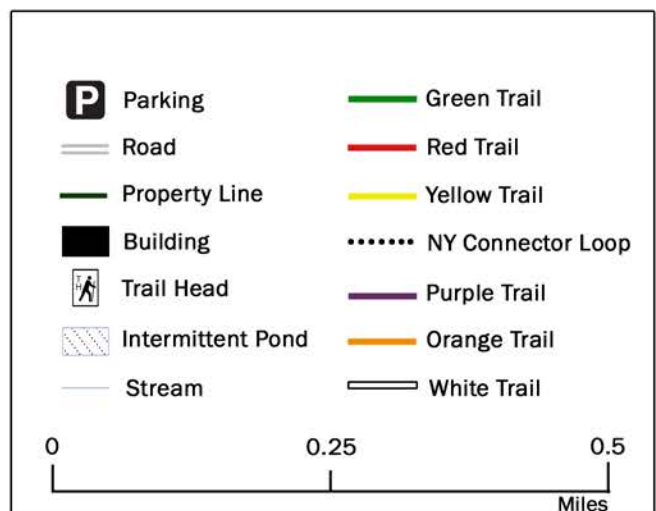 P Parking
Road
Property Line
Building
TH Trail Head
Intermittent Pond
Stream
Green Trail
Red Trail
Yellow Trail
NY Connector Loop
Purple Trail
Orange Trail
White Trail
0 0.25 0.5
Miles